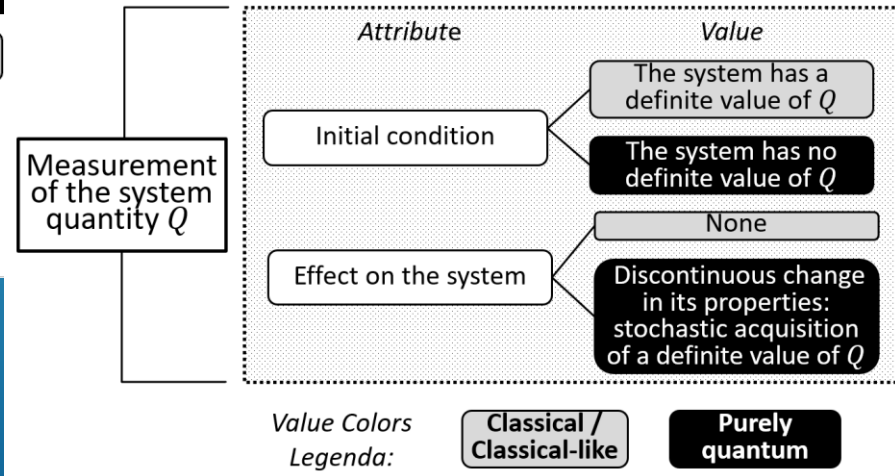 Attribute
Value
Measurement
of the system
quantity Q
Initial condition
The system has a
definite value of Q
The system has no
definite value of Q
Effect on the system
None
Discontinuous change
in its properties:
stochastic acquisition
of a definite value of Q
Value Colors
Legenda:
Classical /
Classical-like
Purely
quantum